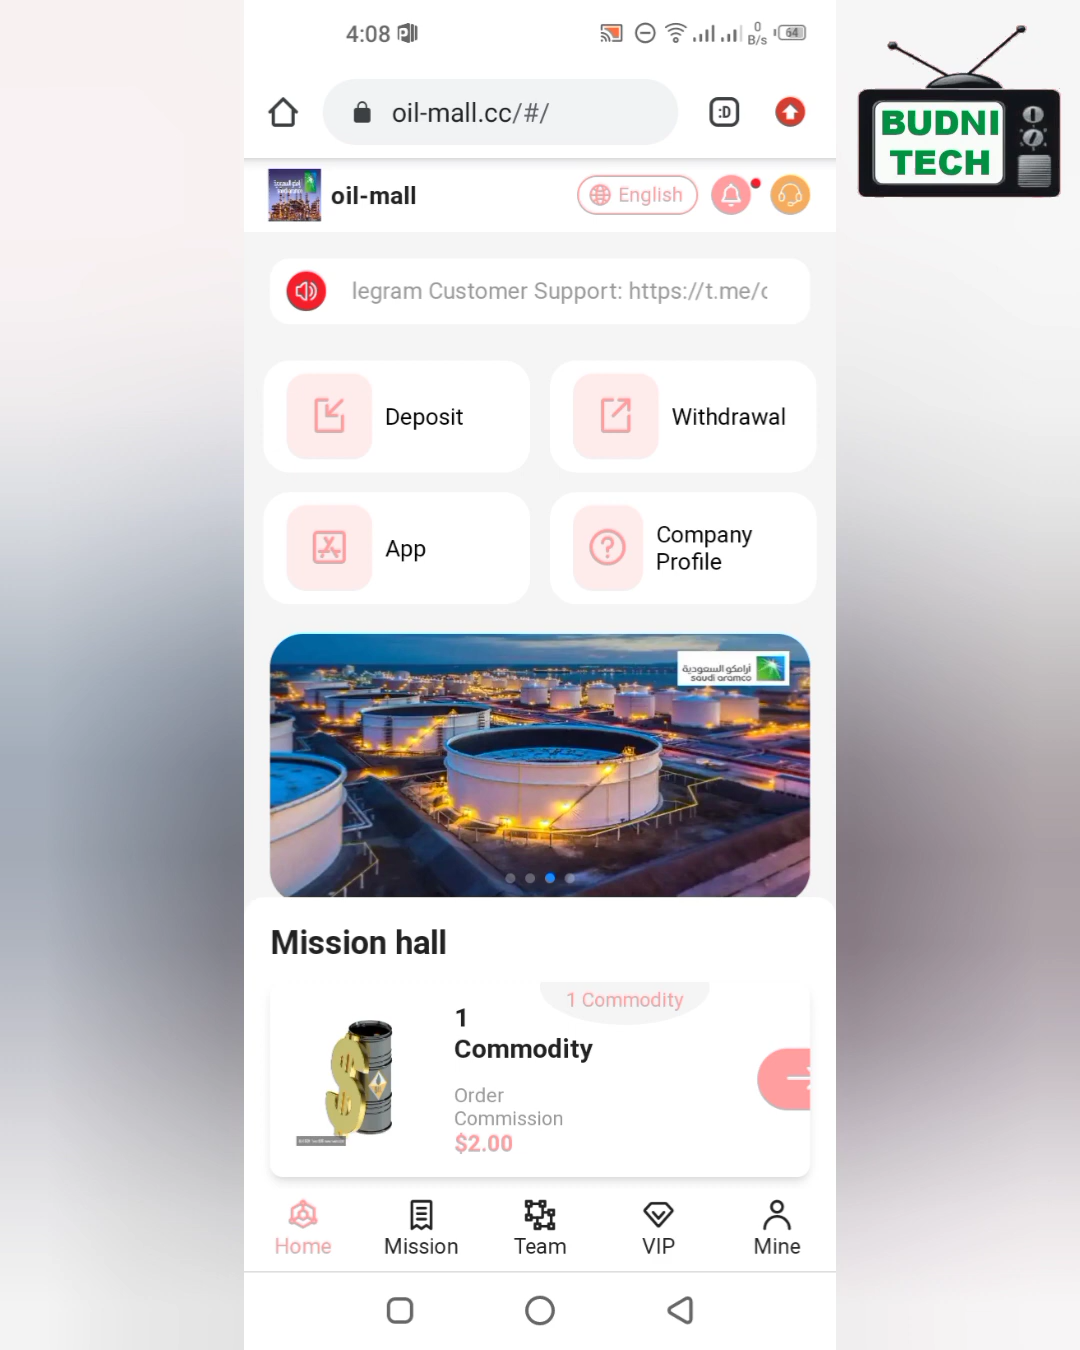 4:08
0
B/s
64
oil-mall.cc/#/
:D
BUDNI
TECH
oil-mall
English
legram Customer Support: https://t.me/c
Deposit
Withdrawal
App
Company
Profile
أرامكو السعودية
saudi aramco
Mission hall
1 Commodity
1
Commodity
Order
Commission
$2.00
Home
Mission
Team
VIP
Mine